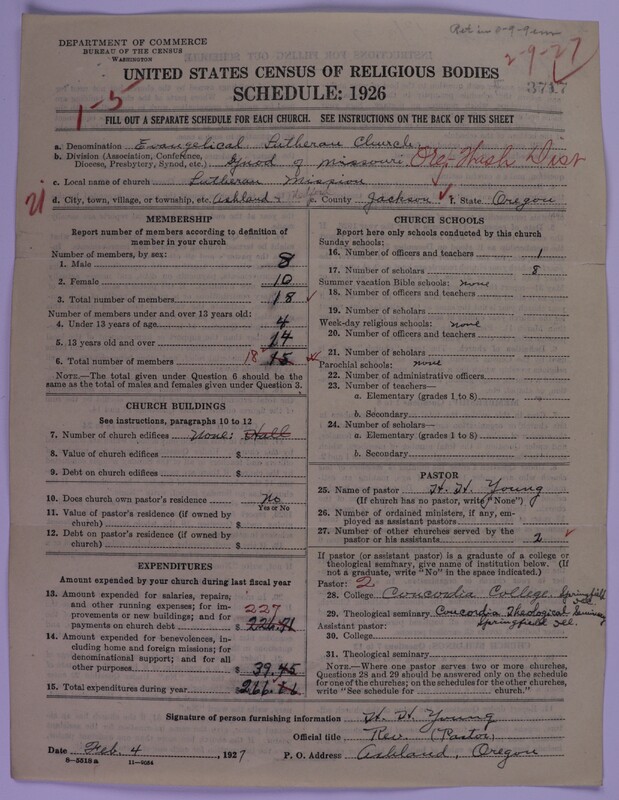 Ret in 8-9-9
DEPARTMENT OF COMMERCE
BUREAU OF THE CENSUS
WASHINGTON
2-9-27
3717
UNITED STATES CENSUS OF RELIGIOUS BODIES
SCHEDULE: 1926
1-5
FILL OUT A SEPARATE SCHEDULE FOR EACH CHURCH. SEE INSTRUCTIONS ON THE BACK OF THIS SHEET
a. Denomination Evangelical Lutheran Church
b. Division (Association, Conference, Diocese, Presbytery, Synod, etc.) Synod of Missouri Oreg-Wash Dist
c. Local name of church Lutheran Mission
d. City, town, village, or township, etc. Ashland e. County Jackson f. State Oregon
MEMBERSHIP
Report number of members according to definition of
member in your church
Number of members, by sex:
1. Male 8
2. Female 10
3. Total number of members 18
Number of members under and over 13 years old:
4. Under 13 years of age 4
5. 13 years old and over 14
6. Total number of members 18 15
NOTE.—The total given under Question 6 should be
same as the total of males and females given under Question 3.
CHURCH BUILDINGS
See instructions, paragraphs 10 to 12
7. Number of church edifices None: Hall
8. Value of church edifices $
9. Debt on church edifices $
10. Does church own pastor's residence No
Yes or No
11. Value of pastor's residence (if owned by
church) $
12. Debt on pastor's residence (if owned by
church) $
EXPENDITURES
Amount expended by your church during last fiscal year
13. Amount expended for salaries, repairs,
and other running expenses; for im-
provements or new buildings; and for 227
payments on church debt $
14. Amount expended for benevolences, in-
cluding home and foreign missions; for
denominational support; and for all
other purposes $ 39.45
15. Total expenditures during year $
CHURCH SCHOOLS
Report here only schools conducted by this church
Sunday schools:
16. Number of officers and teachers 1
17. Number of scholars 8
Summer vacation Bible schools: none
18. Number of officers and teachers
19. Number of scholars
Week-day religious schools: none
20. Number of officers and teachers
21. Number of scholars
Parochial schools: none
22. Number of administrative officers
23. Number of teachers—
a. Elementary (grades 1 to 8)
b. Secondary
24. Number of scholars—
a. Elementary (grades 1 to 8)
b. Secondary
PASTOR
25. Name of pastor H. H. Young
(If church has no pastor, write "None")
26. Number of ordained ministers, if any, em-
ployed as assistant pastors
27. Number of other churches served by the
pastor or his assistants 2
If pastor (or assistant pastor) is a graduate of a college or
theological seminary, give name of institution below. (If
not a graduate, write "No" in the space indicated.)
Pastor: 2
28. College Concordia College, Springfield Ill.
29. Theological seminary Concordia Theological Seminary
Assistant pastor: Springfield Ill.
30. College
31. Theological seminary
NOTE.—Where one pastor serves two or more churches,
Questions 28 and 29 should be answered only on the schedule
for one of the churches; on the schedules for the other churches,
write "See schedule for ........ church."
Signature of person furnishing information H. H. Young
Official title Rev. (Pastor)
Date Feb. 4, 1927 P. O. Address Ashland, Oregon
8-5518a 11-9064